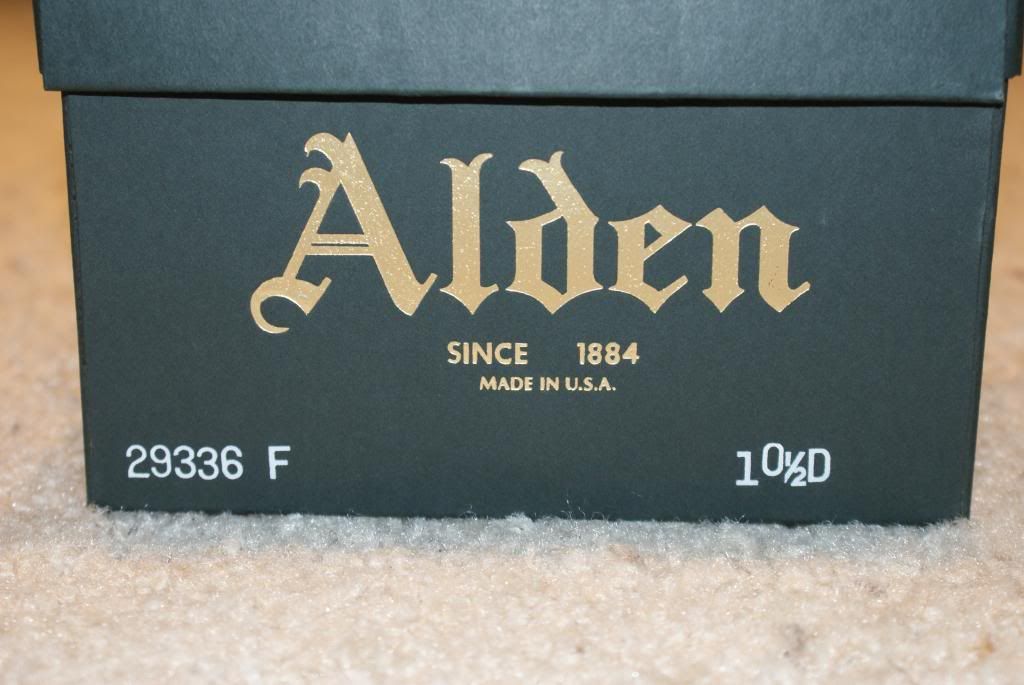 Alden
SINCE 1884
MADE IN U.S.A.
29336 F 10½D